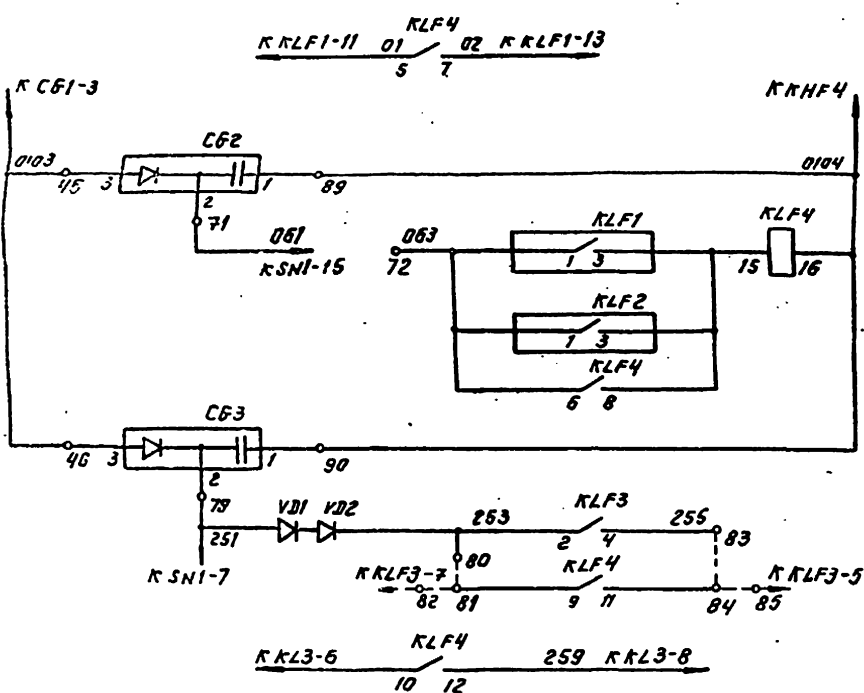 KLF4
К KLF1-11 01 02 К KLF1-13
5 7
К CG1-3
К KHF4
CG2
0103 0104
45 3 1 89
2
71
KLF1
KLF4
061 063
К SN1-15 72 1 3 15 16
KLF2
1 3
KLF4
6 8
CG3
46 3 1 90
2
79
VD1 VD2
KLF3
251 253 255
2 4 83
80
К SN1-7
К KLF3-7
KLF4
К KLF3-5
82 81 9 11 84 85
KLF4
К KL3-6 259 К KL3-8
10 12